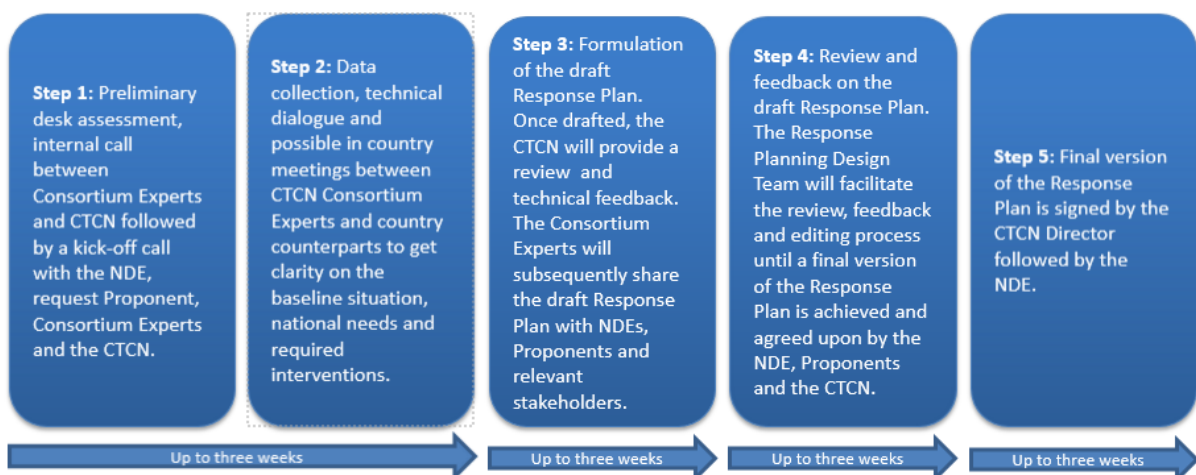 Step 1: Preliminary
desk assessment,
internal call
between
Consortium Experts
and CTCN followed
by a kick-off call
with the NDE,
request Proponent,
Consortium Experts
and the CTCN.
Step 2: Data
collection, technical
dialogue and
possible in country
meetings between
CTCN Consortium
Experts and country
counterparts to get
clarity on the
baseline situation,
national needs and
required
interventions.
Step 3: Formulation
of the draft
Response Plan.
Once drafted, the
CTCN will provide a
review and
technical feedback.
The Consortium
Experts will
subsequently share
the draft Response
Plan with NDEs,
Proponents and
relevant
stakeholders.
Step 4: Review and
feedback on the
draft Response Plan.
The Response
Planning Design
Team will facilitate
the review, feedback
and editing process
until a final version
of the Response
Plan is achieved and
agreed upon by the
NDE, Proponents
and the CTCN.
Step 5: Final version
of the Response
Plan is signed by the
CTCN Director
followed by the
NDE.
Up to three weeks
Up to three weeks
Up to three weeks
Up to three weeks